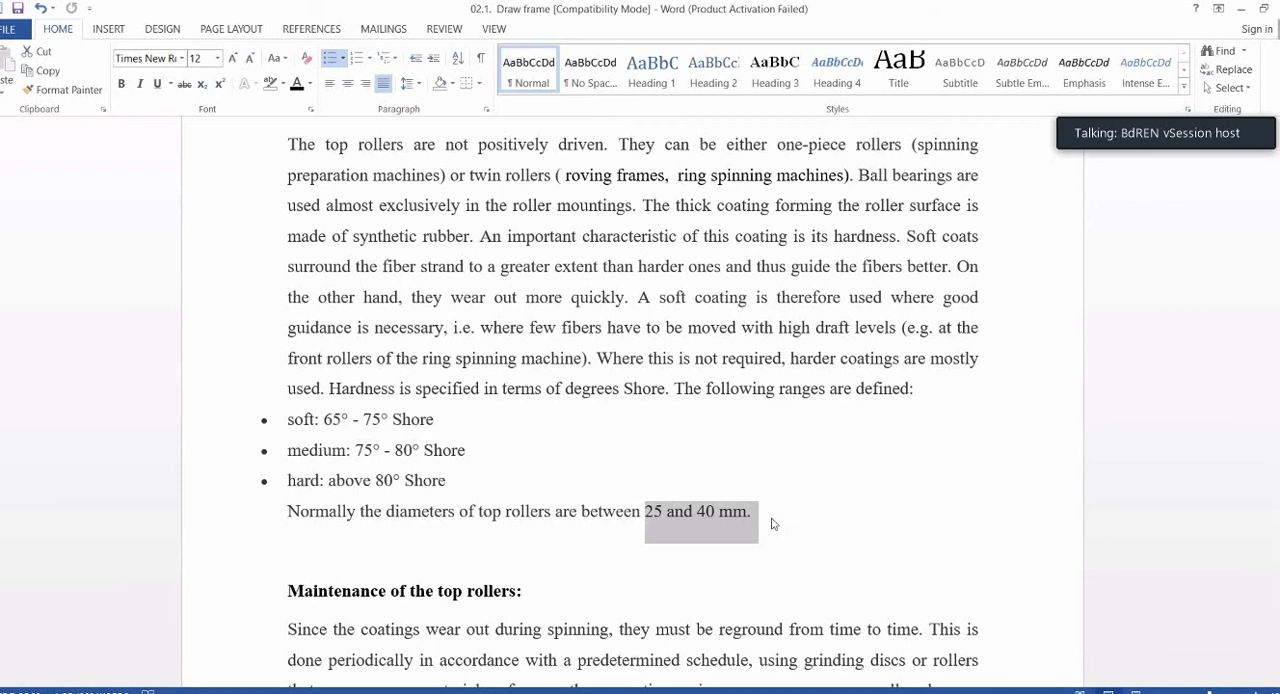 02.1. Draw frame [Compatibility Mode] - Word (Product Activation Failed)
FILE HOME INSERT DESIGN PAGE LAYOUT REFERENCES MAILINGS REVIEW VIEW Sign in
Cut
Copy
Format Painter
Clipboard
Times New Ro 12 Aa
B I U abc X₂ X² A A
Font
Paragraph
AaBbCcDd AaBbCcDd AaBbC AaBbCc AaBbC AaBbCcDd AaB AaBbCcD AaBbCcDd AaBbCcDd AaBbCcDd
¶ Normal ¶ No Spac... Heading 1 Heading 2 Heading 3 Heading 4 Title Subtitle Subtle Em... Emphasis Intense E...
Styles
Find
Replace
Select
Editing
Talking: BdREN vSession host
The top rollers are not positively driven. They can be either one-piece rollers (spinning
preparation machines) or twin rollers ( roving frames, ring spinning machines). Ball bearings are
used almost exclusively in the roller mountings. The thick coating forming the roller surface is
made of synthetic rubber. An important characteristic of this coating is its hardness. Soft coats
surround the fiber strand to a greater extent than harder ones and thus guide the fibers better. On
the other hand, they wear out more quickly. A soft coating is therefore used where good
guidance is necessary, i.e. where few fibers have to be moved with high draft levels (e.g. at the
front rollers of the ring spinning machine). Where this is not required, harder coatings are mostly
used. Hardness is specified in terms of degrees Shore. The following ranges are defined:
• soft: 65° - 75° Shore
• medium: 75° - 80° Shore
• hard: above 80° Shore
Normally the diameters of top rollers are between 25 and 40 mm.
Maintenance of the top rollers:
Since the coatings wear out during spinning, they must be reground from time to time. This is
done periodically in accordance with a predetermined schedule, using grinding discs or rollers